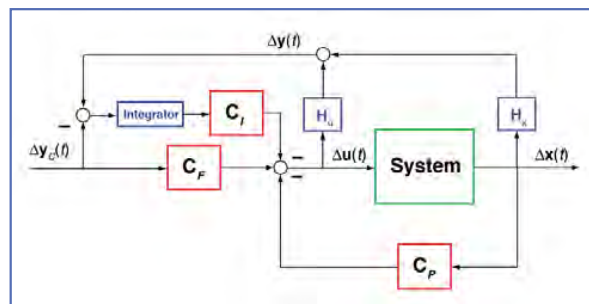 Δy(t)
Integrator
C_I
H_u
H_x
Δy_C(t)
C_F
Δu(t)
System
Δx(t)
C_P